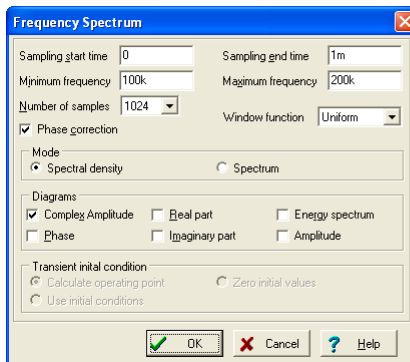 Frequency Spectrum
Sampling start time 0 Sampling end time 1m
Minimum frequency 100k Maximum frequency 200k
Number of samples 1024 Window function Uniform
Phase correction
Mode
Spectral density Spectrum
Diagrams
Complex Amplitude Real part Energy spectrum
Phase Imaginary part Amplitude
Transient inital condition
Calculate operating point Zero initial values
Use initial conditions
OK Cancel Help